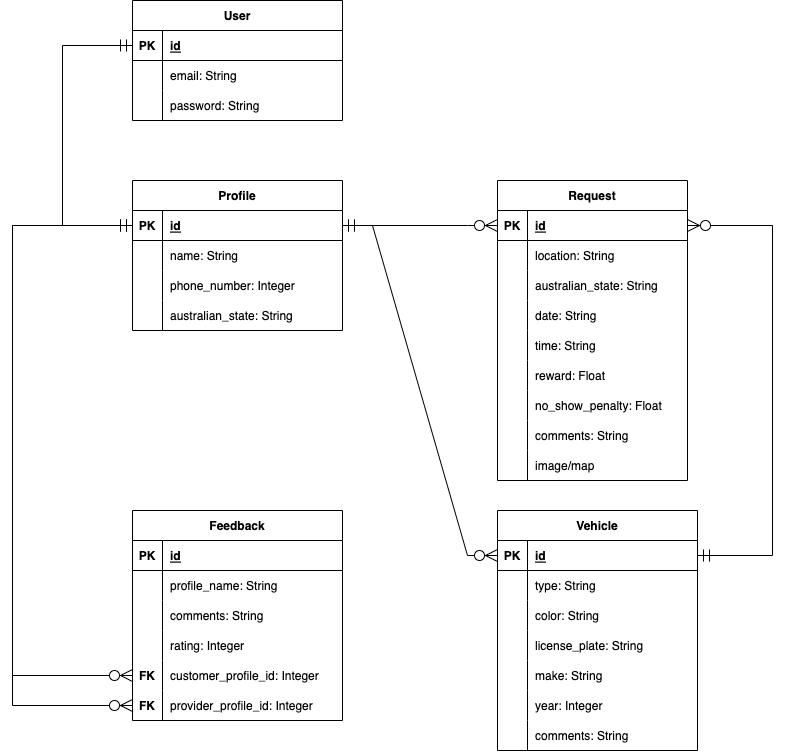 User
PK id
email: String
password: String
Profile
PK id
name: String
phone_number: Integer
australian_state: String
Request
PK id
location: String
australian_state: String
date: String
time: String
reward: Float
no_show_penalty: Float
comments: String
image/map
Feedback
PK id
profile_name: String
comments: String
rating: Integer
FK customer_profile_id: Integer
FK provider_profile_id: Integer
Vehicle
PK id
type: String
color: String
license_plate: String
make: String
year: Integer
comments: String